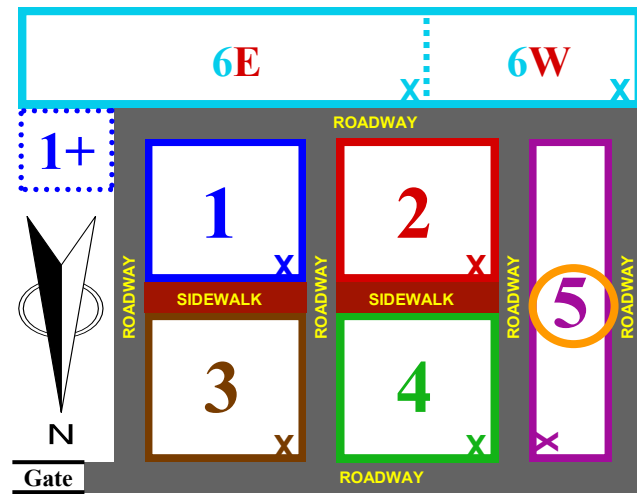 6E
6W
X
X
ROADWAY
1+
1
2
X
X
ROADWAY
ROADWAY
ROADWAY
ROADWAY
SIDEWALK
SIDEWALK
5
3
4
X
X
X
N
Gate
ROADWAY